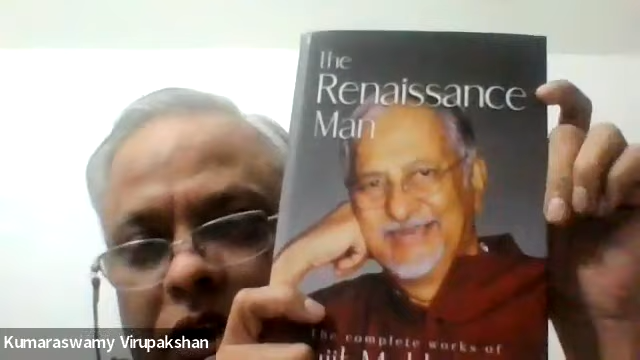 The
Renaissance
Man
The complete works of
Kumaraswamy Virupakshan